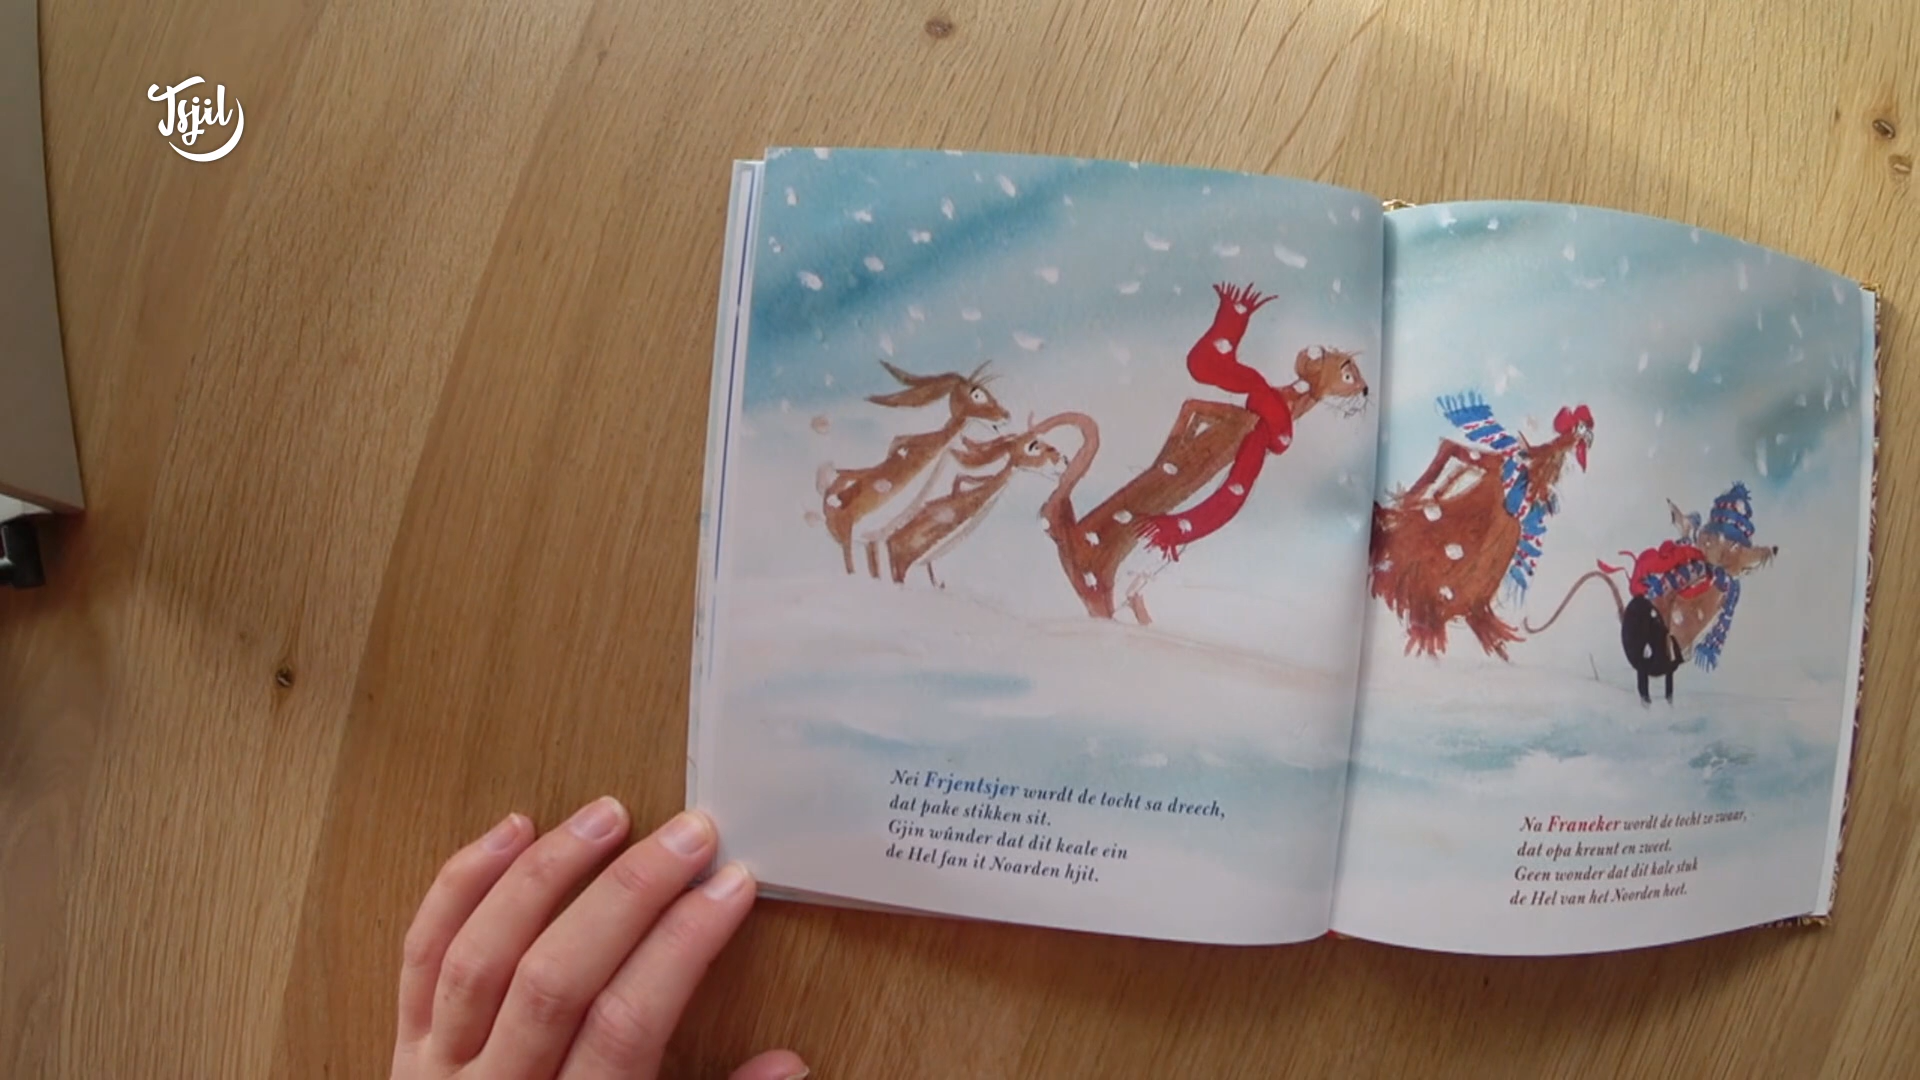 Tsjil
Nei Frjentsjer wurdt de tocht sa dreech,
dat pake stikken sit.
Gjin wûnder dat dit keale ein
de Hel fan it Noarden hjit.
Na Franeker wordt de tocht zo zwaar,
dat opa kreunt en zweet.
Geen wonder dat dit kale stuk
de Hel van het Noorden heet.